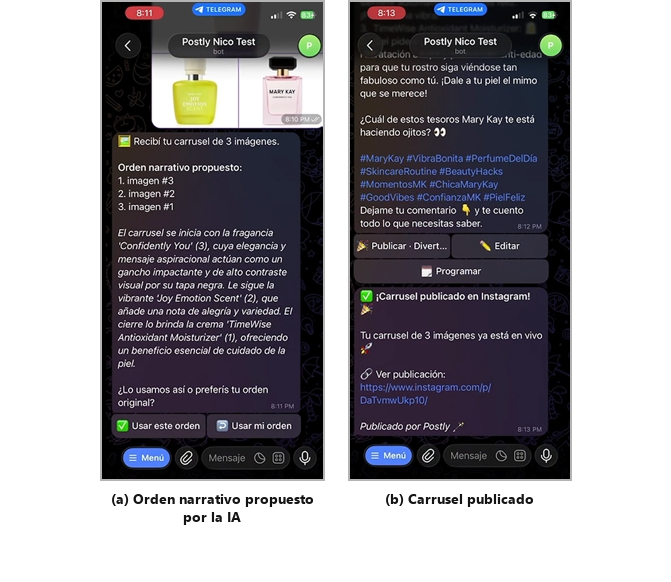 8:11
TELEGRAM
83
Postly Nico Test
bot
P
JOY
EMOTION
MARY KAY
8:10 PM
Recibí tu carrusel de 3 imágenes.
Orden narrativo propuesto:
1. imagen #3
2. imagen #2
3. imagen #1
El carrusel se inicia con la fragancia
'Confidently You' (3), cuya elegancia y
mensaje aspiracional actúan como un
gancho impactante y de alto contraste
visual por su tapa negra. Le sigue la
vibrante 'Joy Emotion Scent' (2), que
añade una nota de alegría y variedad. El
cierre lo brinda la crema 'TimeWise
Antioxidant Moisturizer' (1), ofreciendo
un beneficio esencial de cuidado de la
piel.
¿Lo usamos así o preferís tu orden
original?
8:11 PM
Usar este orden
Usar mi orden
Menú
Mensaje
(a) Orden narrativo propuesto
por la IA
8:13
TELEGRAM
83
Postly Nico Test
bot
P
para que tu rostro siga viéndose tan
fabuloso como tú. ¡Dale a tu piel el mimo
que se merece!
¿Cuál de estos tesoros Mary Kay te está
haciendo ojitos? 👀
#MaryKay #VibraBonita #PerfumeDelDía
#SkincareRoutine #BeautyHacks
#MomentosMK #ChicaMaryKay
#GoodVibes #ConfianzaMK #PielFeliz
Dejame tu comentario 👇 y te cuento
todo lo que necesitas saber.
8:12 PM
Publicar · Divert...
Editar
Programar
¡Carrusel publicado en Instagram!
Tu carrusel de 3 imágenes ya está en vivo
Ver publicación:
https://www.instagram.com/p/
DaTvmwUkp10/
Publicado por Postly
8:13 PM
Menú
Mensaje
(b) Carrusel publicado